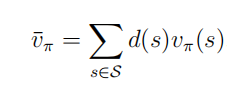 v̄_π = ∑_{s∈𝒮} d(s)v_π(s)